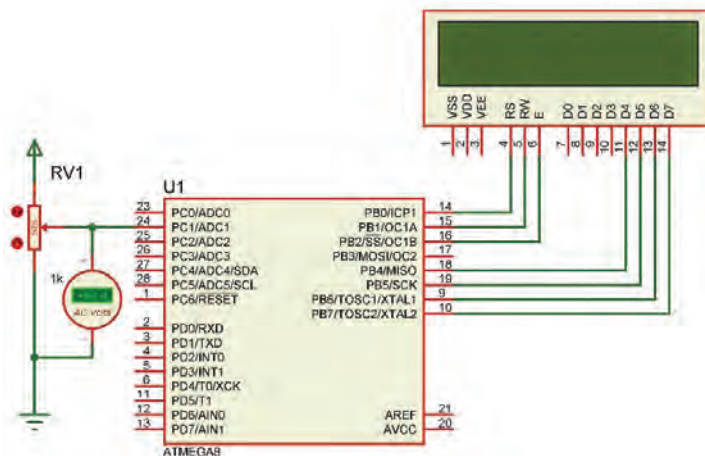 VSS
VDD
VEE
RS
RW
E
D0
D1
D2
D3
D4
D5
D6
D7
1
2
3
4
5
6
7
8
9
10
11
12
13
14
RV1
1k
AC Volts
U1
23 PC0/ADC0 PB0/ICP1 14
24 PC1/ADC1 PB1/OC1A 15
25 PC2/ADC2 PB2/SS/OC1B 16
26 PC3/ADC3 PB3/MOSI/OC2 17
27 PC4/ADC4/SDA PB4/MISO 18
28 PC5/ADC5/SCL PB5/SCK 19
1 PC6/RESET PB6/TOSC1/XTAL1 9
PB7/TOSC2/XTAL2 10
2 PD0/RXD
3 PD1/TXD
4 PD2/INT0
5 PD3/INT1
6 PD4/T0/XCK
11 PD5/T1
12 PD6/AIN0 AREF 21
13 PD7/AIN1 AVCC 20
ATMEGA8